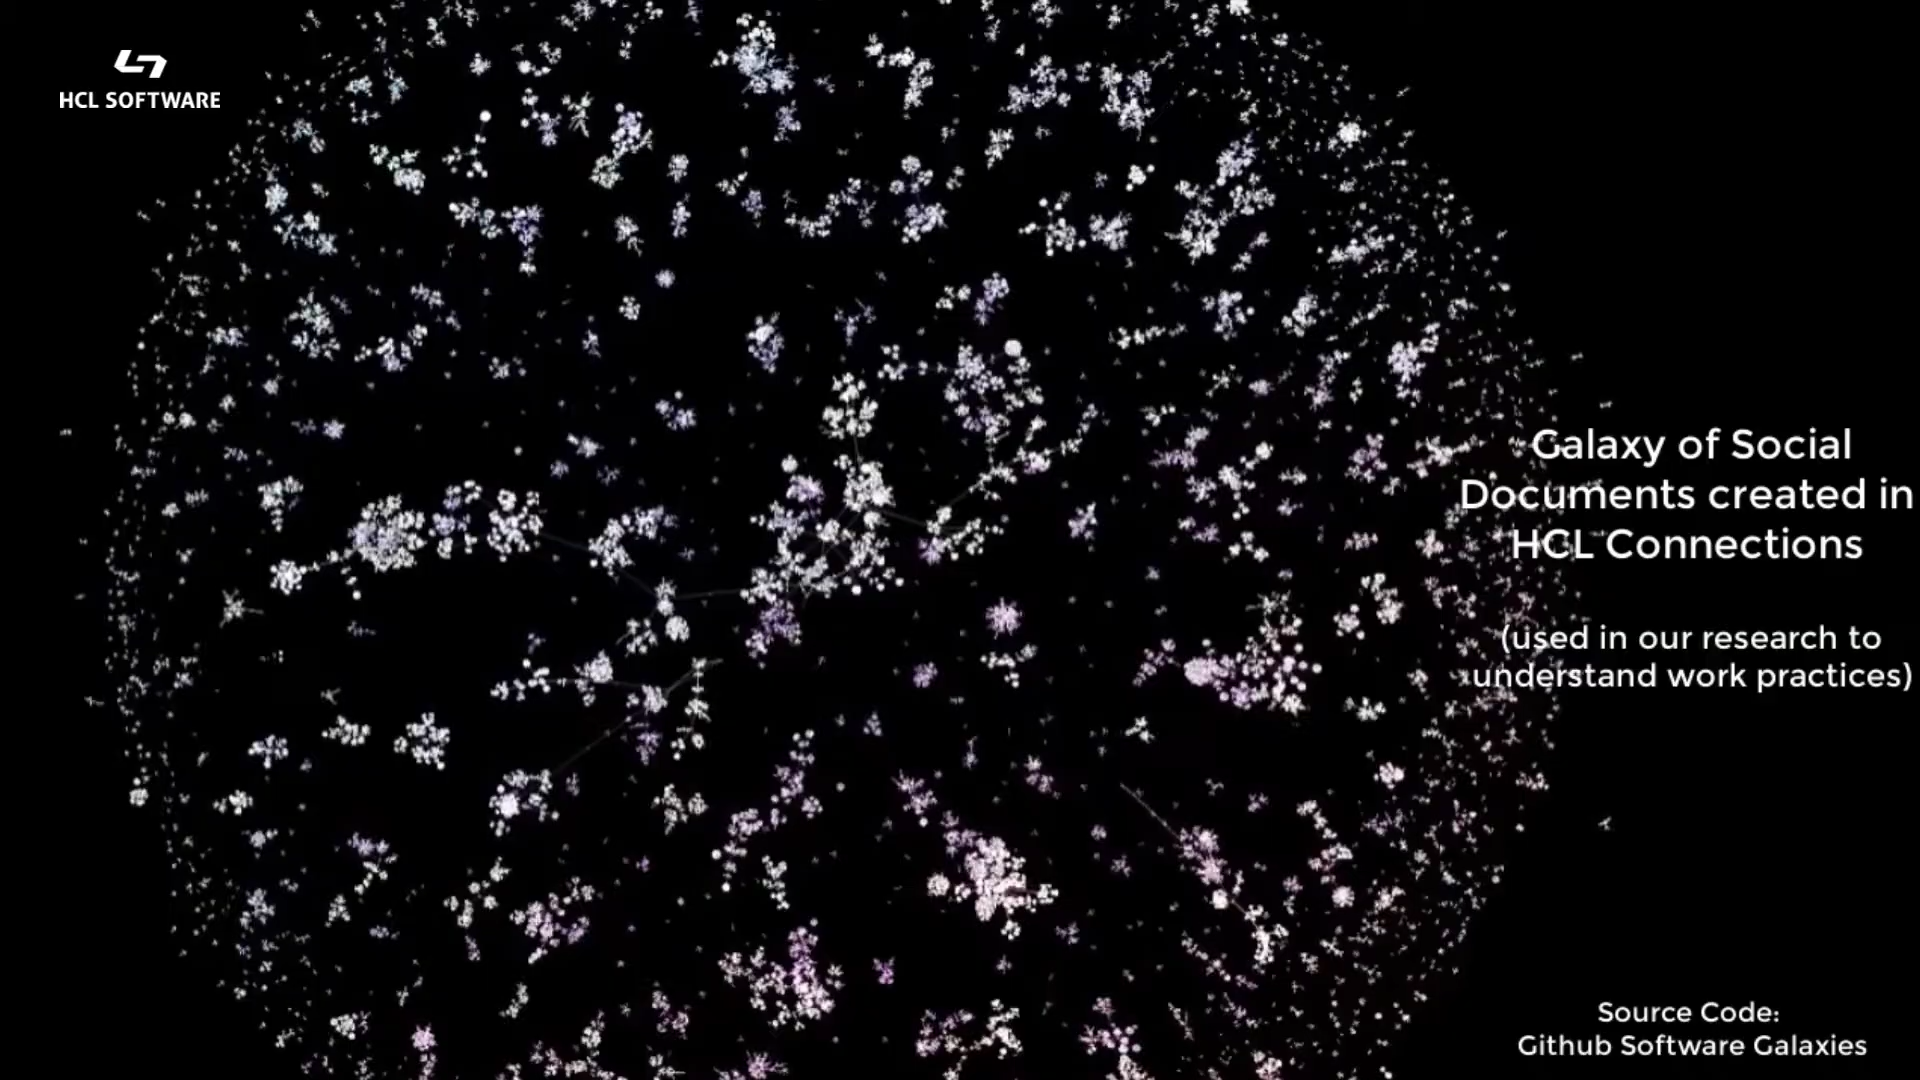 HCL SOFTWARE
Galaxy of Social
Documents created in
HCL Connections
(used in our research to
understand work practices)
Source Code:
Github Software Galaxies